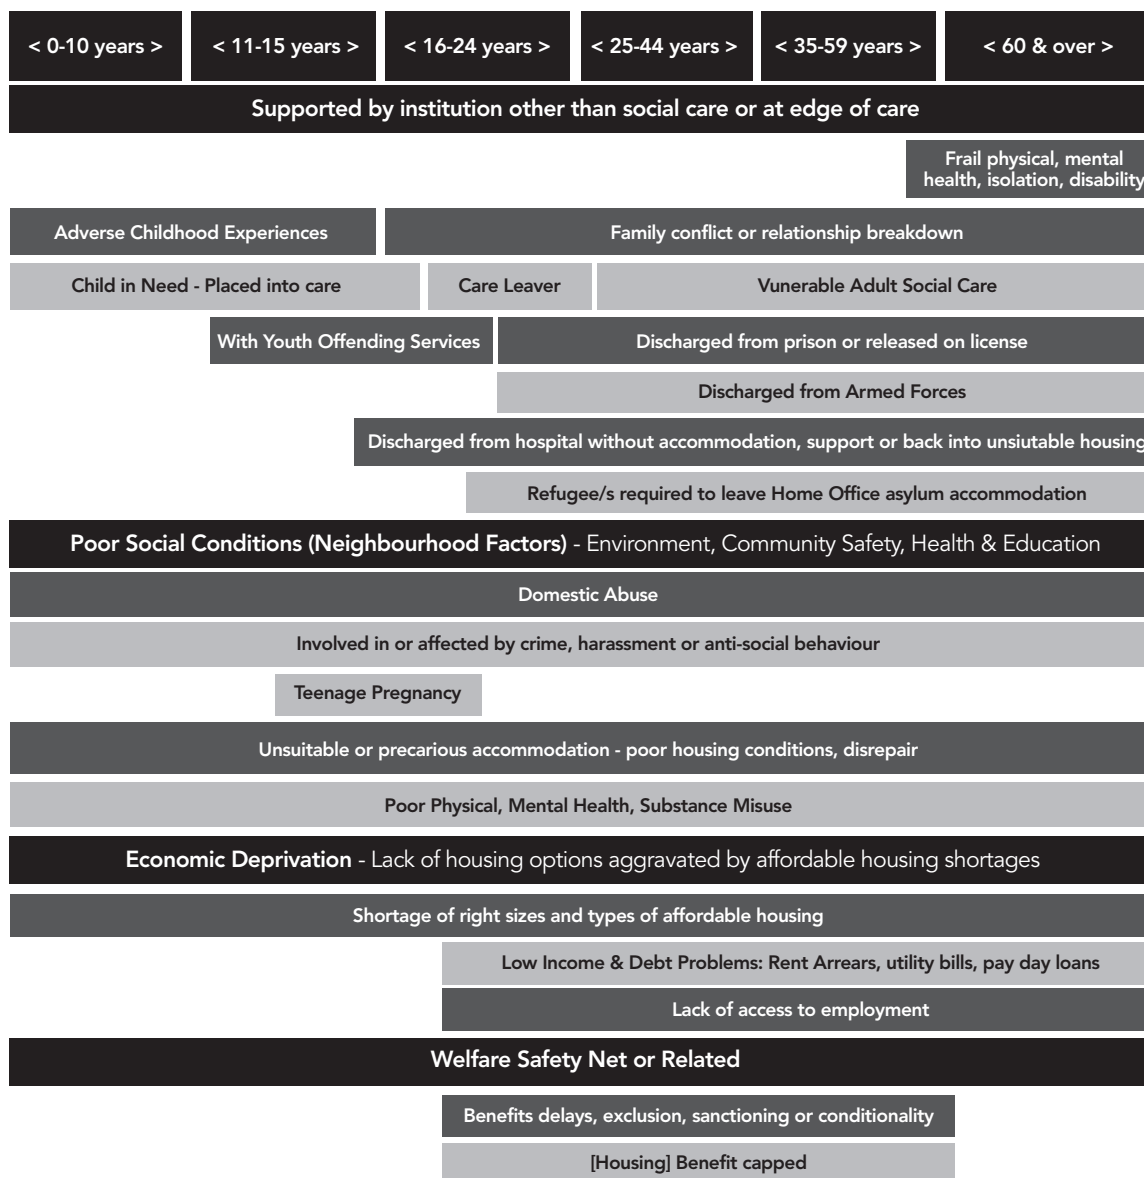 < 0-10 years >
< 11-15 years >
< 16-24 years >
< 25-44 years >
< 35-59 years >
< 60 & over >
Supported by institution other than social care or at edge of care
Frail physical, mental
health, isolation, disability
Adverse Childhood Experiences
Family conflict or relationship breakdown
Child in Need - Placed into care
Care Leaver
Vunerable Adult Social Care
With Youth Offending Services
Discharged from prison or released on license
Discharged from Armed Forces
Discharged from hospital without accommodation, support or back into unsiutable housing
Refugee/s required to leave Home Office asylum accommodation
Poor Social Conditions (Neighbourhood Factors) - Environment, Community Safety, Health & Education
Domestic Abuse
Involved in or affected by crime, harassment or anti-social behaviour
Teenage Pregnancy
Unsuitable or precarious accommodation - poor housing conditions, disrepair
Poor Physical, Mental Health, Substance Misuse
Economic Deprivation - Lack of housing options aggravated by affordable housing shortages
Shortage of right sizes and types of affordable housing
Low Income & Debt Problems: Rent Arrears, utility bills, pay day loans
Lack of access to employment
Welfare Safety Net or Related
Benefits delays, exclusion, sanctioning or conditionality
[Housing] Benefit capped